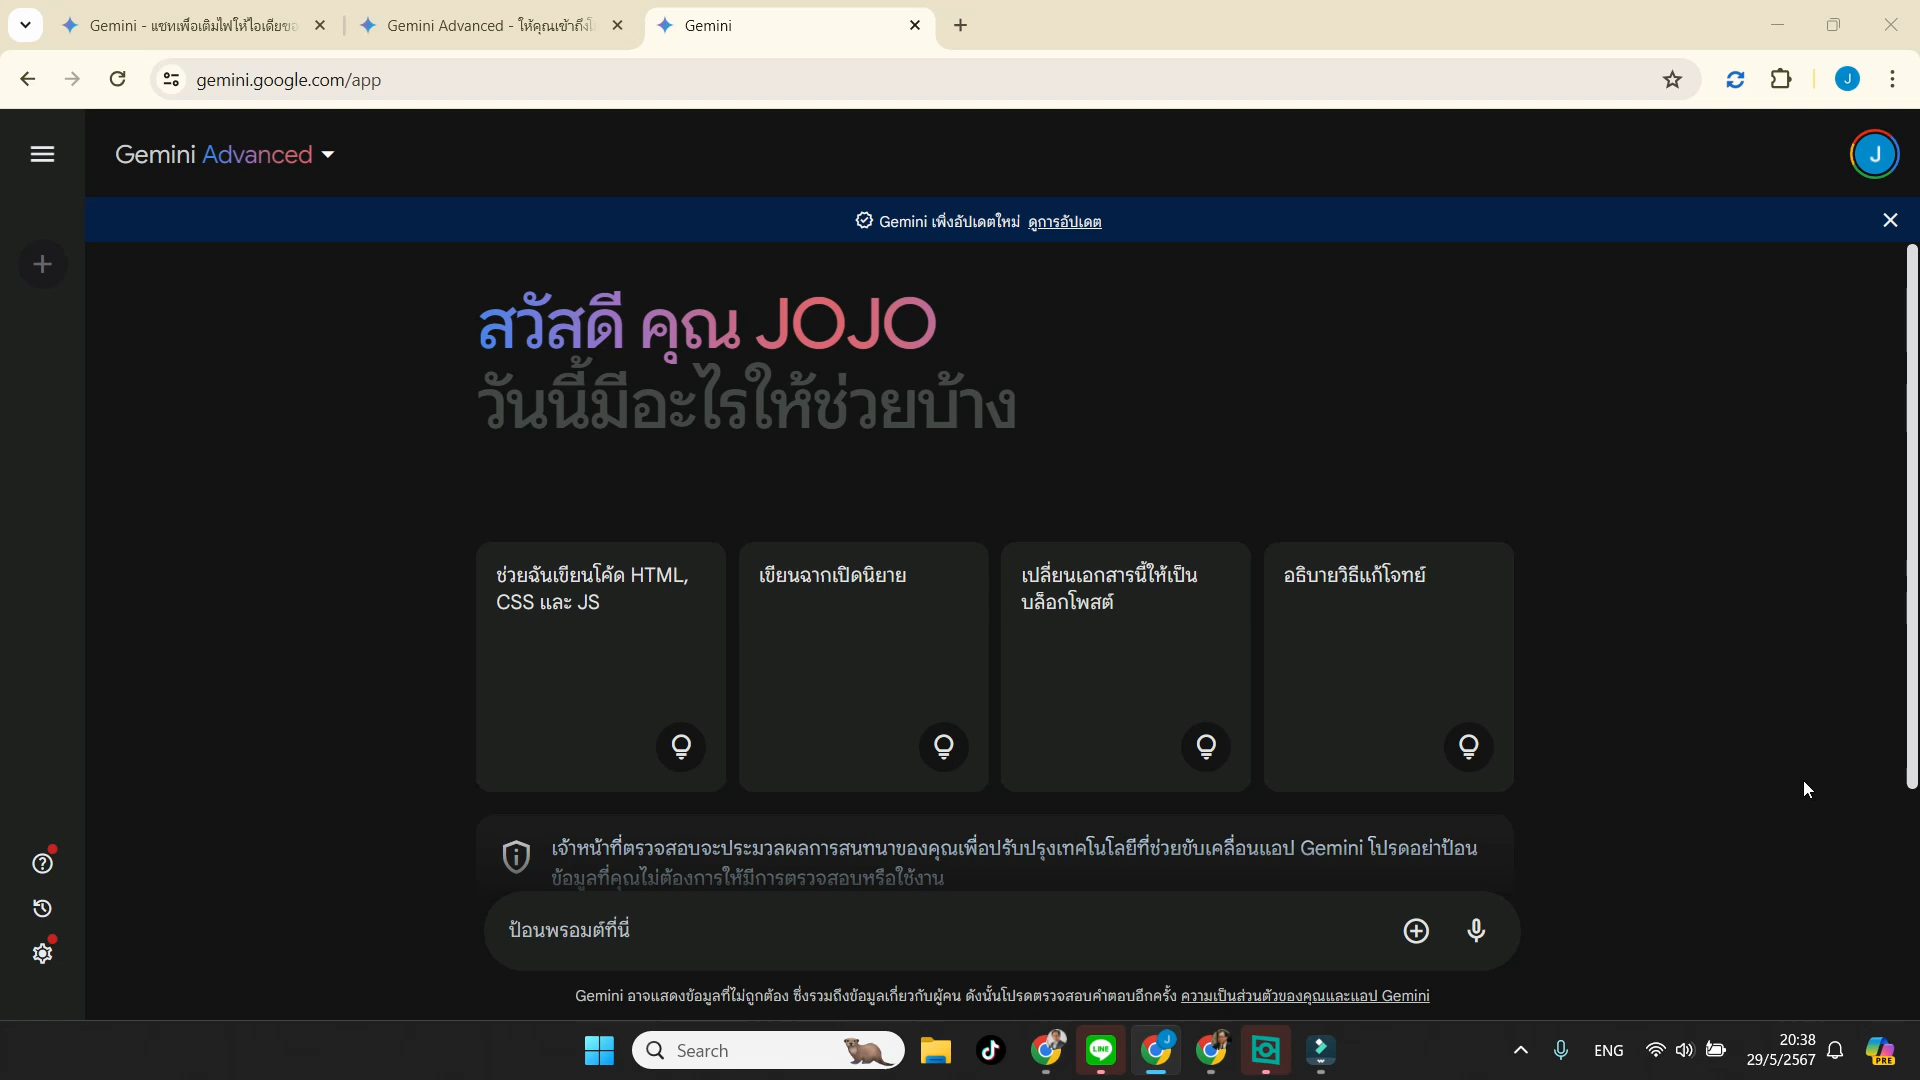 Gemini - แชทเพื่อเติมไฟให้ไอเดียขอ
Gemini Advanced - ให้คุณเข้าถึงโ
Gemini
gemini.google.com/app
J
Gemini Advanced
J
Gemini เพิ่งอัปเดตใหม่ ดูการอัปเดต
สวัสดี คุณ JOJO
วันนี้มีอะไรให้ช่วยบ้าง
ช่วยฉันเขียนโค้ด HTML,
CSS และ JS
เขียนฉากเปิดนิยาย
เปลี่ยนเอกสารนี้ให้เป็น
บล็อกโพสต์
อธิบายวิธีแก้โจทย์
เจ้าหน้าที่ตรวจสอบจะประมวลผลการสนทนาของคุณเพื่อปรับปรุงเทคโนโลยีที่ช่วยขับเคลื่อนแอป Gemini โปรดอย่าป้อน
ข้อมูลที่คุณไม่ต้องการให้มีการตรวจสอบหรือใช้งาน
ป้อนพรอมต์ที่นี่
Gemini อาจแสดงข้อมูลที่ไม่ถูกต้อง ซึ่งรวมถึงข้อมูลเกี่ยวกับผู้คน ดังนั้นโปรดตรวจสอบคำตอบอีกครั้ง ความเป็นส่วนตัวของคุณและแอป Gemini
Search
LINE
J
ENG
20:38
29/5/2567
PRE